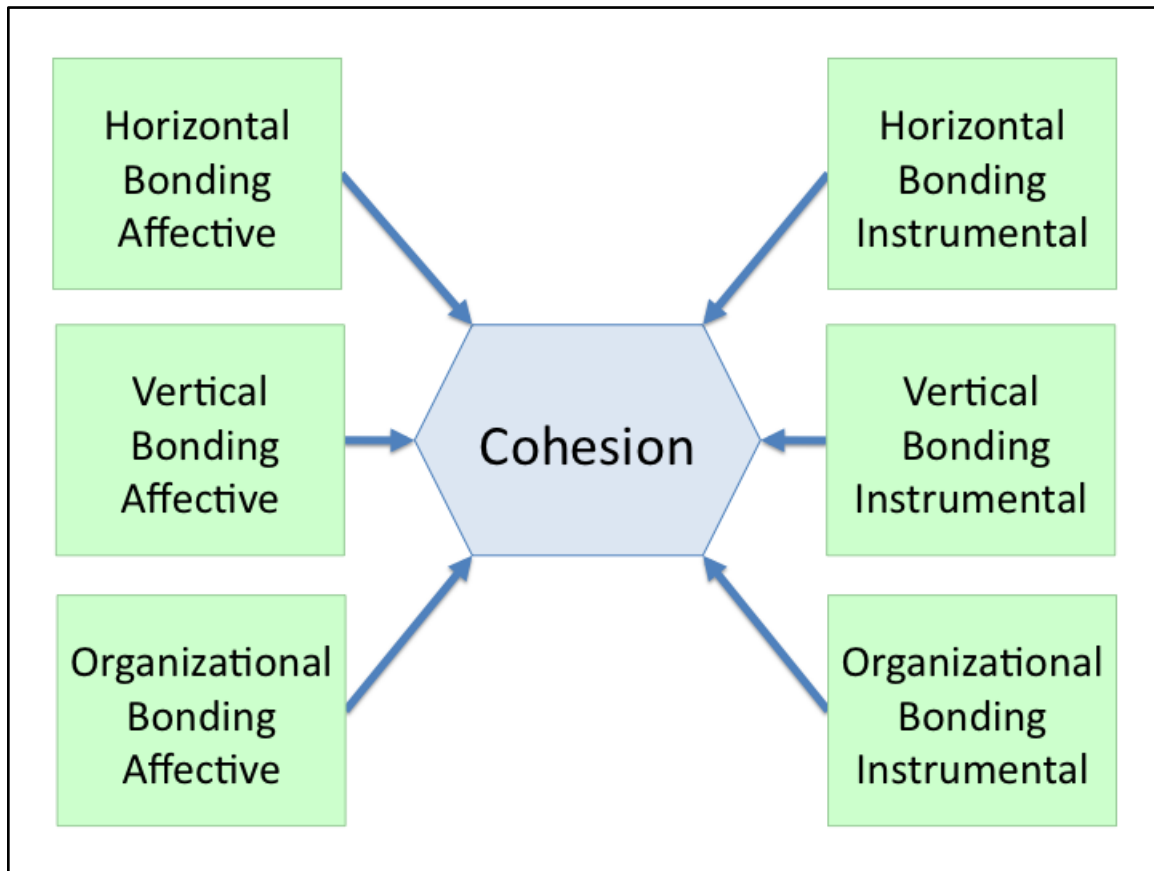 Horizontal
Bonding
Affective
Vertical
Bonding
Affective
Organizational
Bonding
Affective
Cohesion
Horizontal
Bonding
Instrumental
Vertical
Bonding
Instrumental
Organizational
Bonding
Instrumental